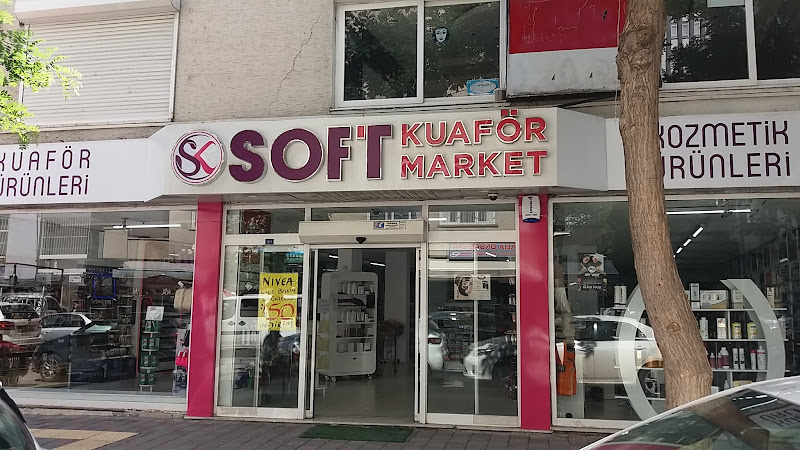 KUAFÖR
ÜRÜNLERİ
SK
SOFT
KUAFÖR
MARKET
KOZMETİK
ÜRÜNLERİ
NIVEA
%50